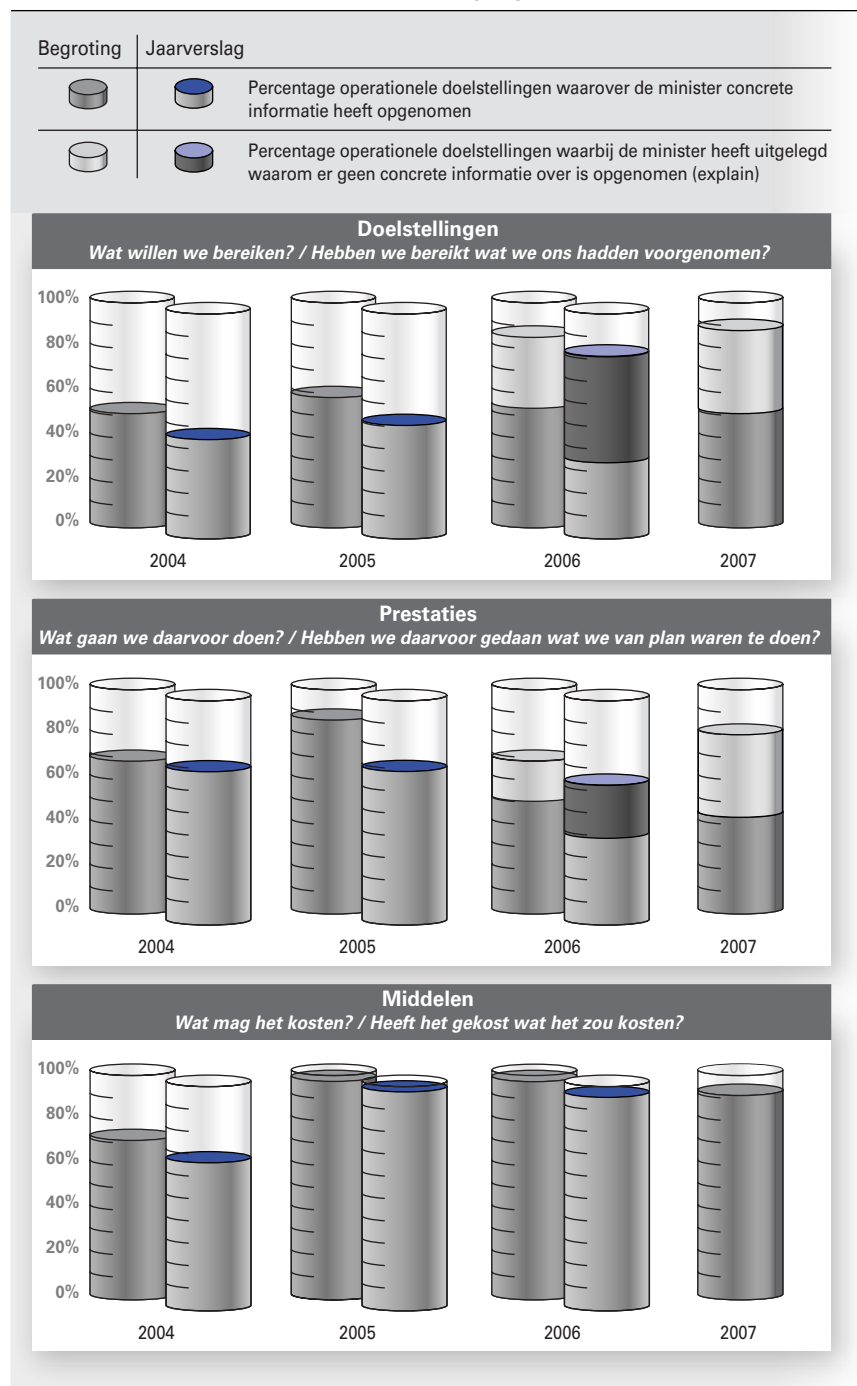 Begroting Jaarverslag
Percentage operationele doelstellingen waarover de minister concrete
informatie heeft opgenomen
Percentage operationele doelstellingen waarbij de minister heeft uitgelegd
waarom er geen concrete informatie over is opgenomen (explain)
Doelstellingen
Wat willen we bereiken? / Hebben we bereikt wat we ons hadden voorgenomen?
100%
80%
60%
40%
20%
0%
2004 2005 2006 2007
Prestaties
Wat gaan we daarvoor doen? / Hebben we daarvoor gedaan wat we van plan waren te doen?
100%
80%
60%
40%
20%
0%
2004 2005 2006 2007
Middelen
Wat mag het kosten? / Heeft het gekost wat het zou kosten?
100%
80%
60%
40%
20%
0%
2004 2005 2006 2007